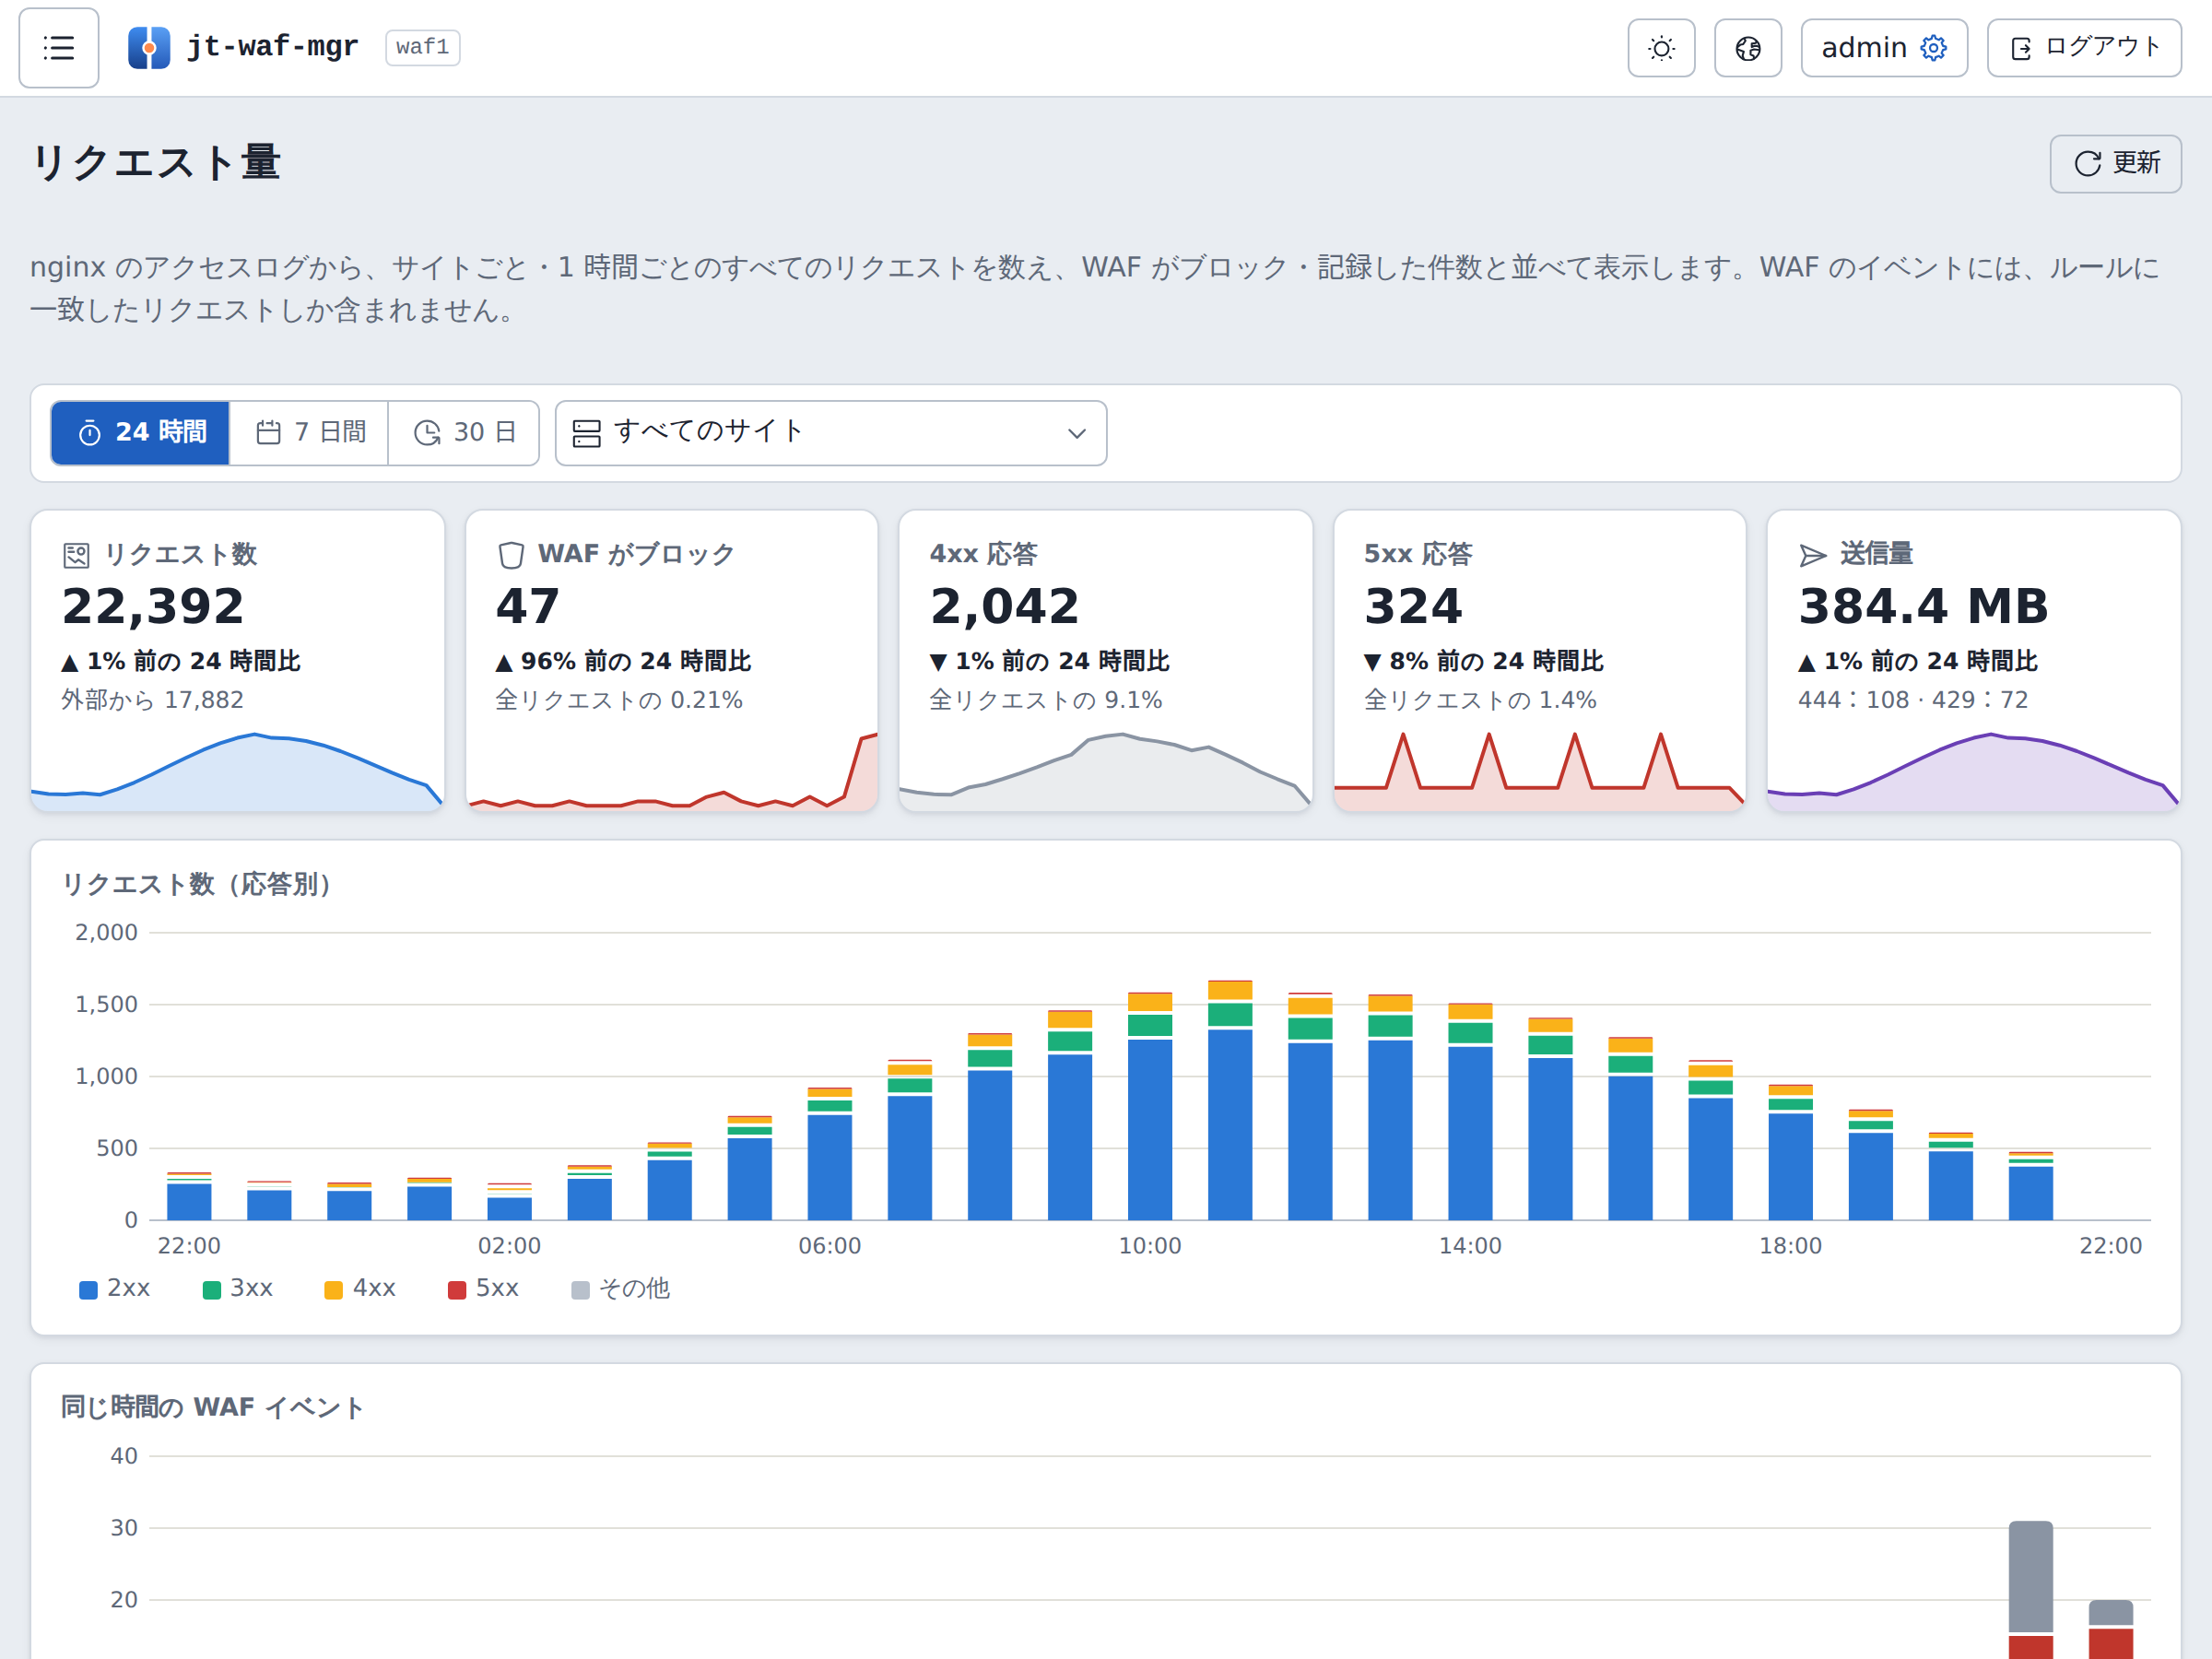 jt-waf-mgr waf1 admin ログアウト
リクエスト量 更新
nginx のアクセスログから、サイトごと・1 時間ごとのすべてのリクエストを数え、WAF がブロック・記録した件数と並べて表示します。WAF のイベントには、ルールに
一致したリクエストしか含まれません。
24 時間 7 日間 30 日 すべてのサイト
リクエスト数
22,392
▲ 1% 前の 24 時間比
外部から 17,882
WAF がブロック
47
▲ 96% 前の 24 時間比
全リクエストの 0.21%
4xx 応答
2,042
▼ 1% 前の 24 時間比
全リクエストの 9.1%
5xx 応答
324
▼ 8% 前の 24 時間比
全リクエストの 1.4%
送信量
384.4 MB
▲ 1% 前の 24 時間比
444：108 · 429：72
リクエスト数（応答別）
2,000
1,500
1,000
500
0
22:00 02:00 06:00 10:00 14:00 18:00 22:00
2xx 3xx 4xx 5xx その他
同じ時間の WAF イベント
40
30
20